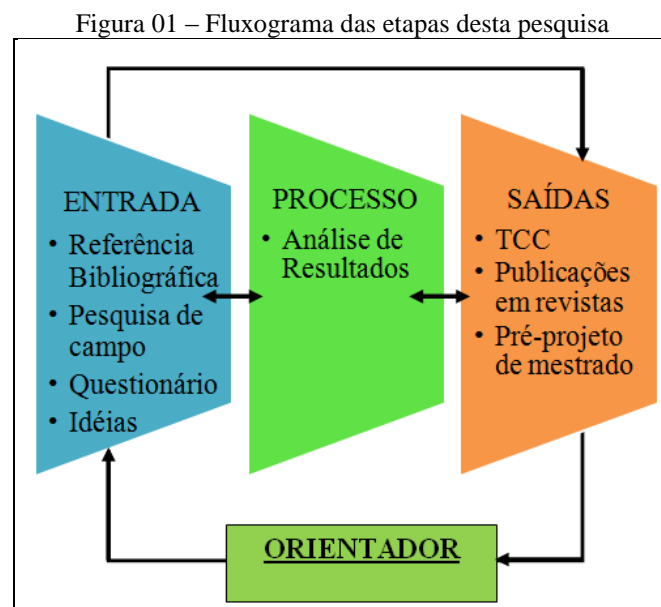 Figura 01 – Fluxograma das etapas desta pesquisa
ENTRADA
• Referência
Bibliográfica
• Pesquisa de
campo
• Questionário
• Idéias
PROCESSO
• Análise de
Resultados
SAÍDAS
• TCC
• Publicações
em revistas
• Pré-projeto
de mestrado
ORIENTADOR